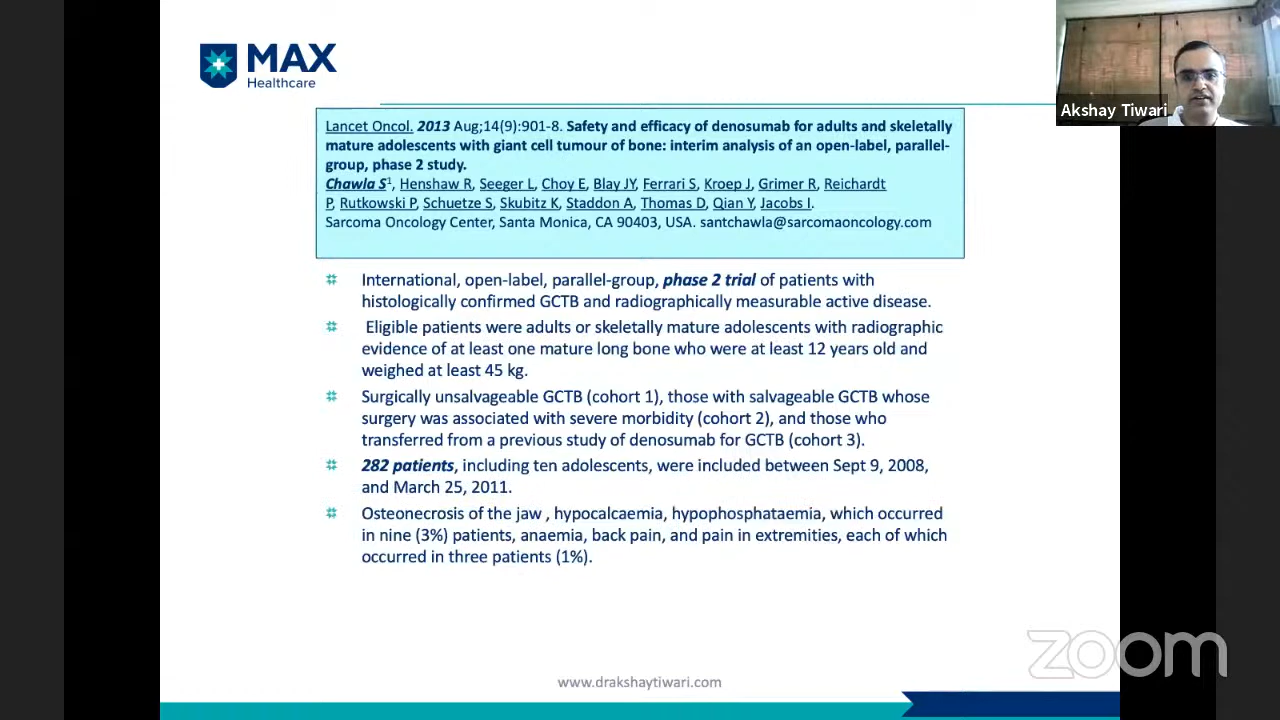 MAX
Healthcare
Akshay Tiwari
Lancet Oncol. 2013 Aug;14(9):901-8. Safety and efficacy of denosumab for adults and skeletally
mature adolescents with giant cell tumour of bone: interim analysis of an open-label, parallel-
group, phase 2 study.
Chawla S1, Henshaw R, Seeger L, Choy E, Blay JY, Ferrari S, Kroep J, Grimer R, Reichardt
P, Rutkowski P, Schuetze S, Skubitz K, Staddon A, Thomas D, Qian Y, Jacobs I.
Sarcoma Oncology Center, Santa Monica, CA 90403, USA. santchawla@sarcomaoncology.com
International, open-label, parallel-group, phase 2 trial of patients with
histologically confirmed GCTB and radiographically measurable active disease.
Eligible patients were adults or skeletally mature adolescents with radiographic
evidence of at least one mature long bone who were at least 12 years old and
weighed at least 45 kg.
Surgically unsalvageable GCTB (cohort 1), those with salvageable GCTB whose
surgery was associated with severe morbidity (cohort 2), and those who
transferred from a previous study of denosumab for GCTB (cohort 3).
282 patients, including ten adolescents, were included between Sept 9, 2008,
and March 25, 2011.
Osteonecrosis of the jaw , hypocalcaemia, hypophosphataemia, which occurred
in nine (3%) patients, anaemia, back pain, and pain in extremities, each of which
occurred in three patients (1%).
zoom
www.drakshaytiwari.com